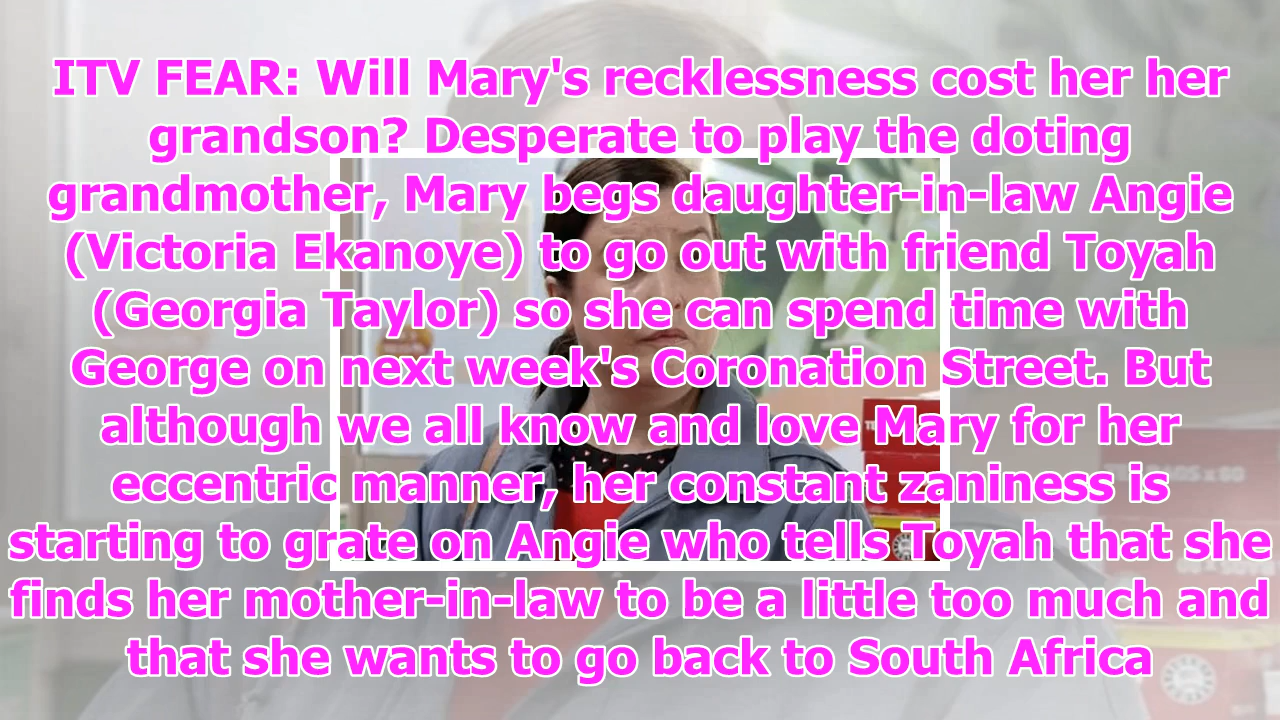 ITV FEAR: Will Mary's recklessness cost her her
grandson? Desperate to play the doting
grandmother, Mary begs daughter-in-law Angie
(Victoria Ekanoye) to go out with friend Toyah
(Georgia Taylor) so she can spend time with
George on next week's Coronation Street. But
although we all know and love Mary for her
eccentric manner, her constant zaniness is
starting to grate on Angie who tells Toyah that she
finds her mother-in-law to be a little too much and
that she wants to go back to South Africa